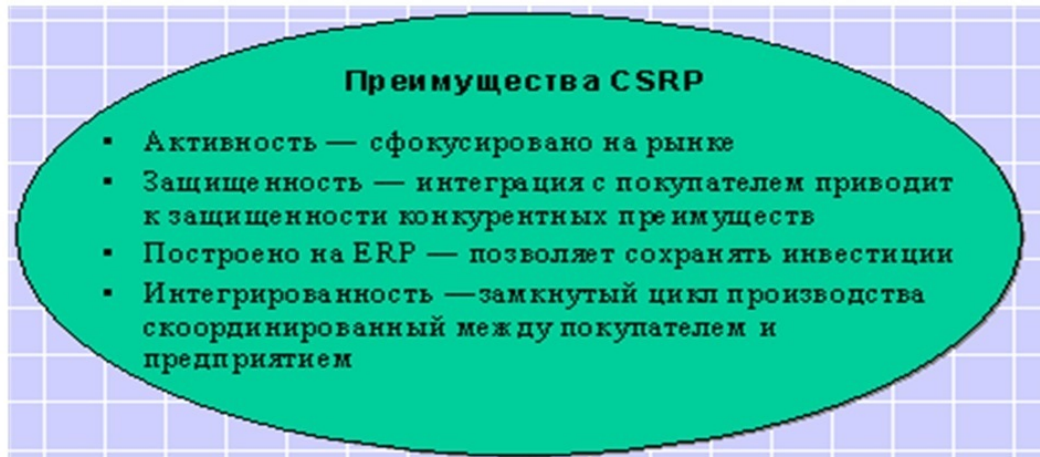 Преимущества CSRP
▪ Активность — сфокусировано на рынке
▪ Защищенность — интеграция с покупателем приводит
к защищенности конкурентных преимуществ
▪ Построено на ERP — позволяет сохранять инвестиции
▪ Интегрированность —замкнутый цикл производства
скоординированный между покупателем и
предприятием